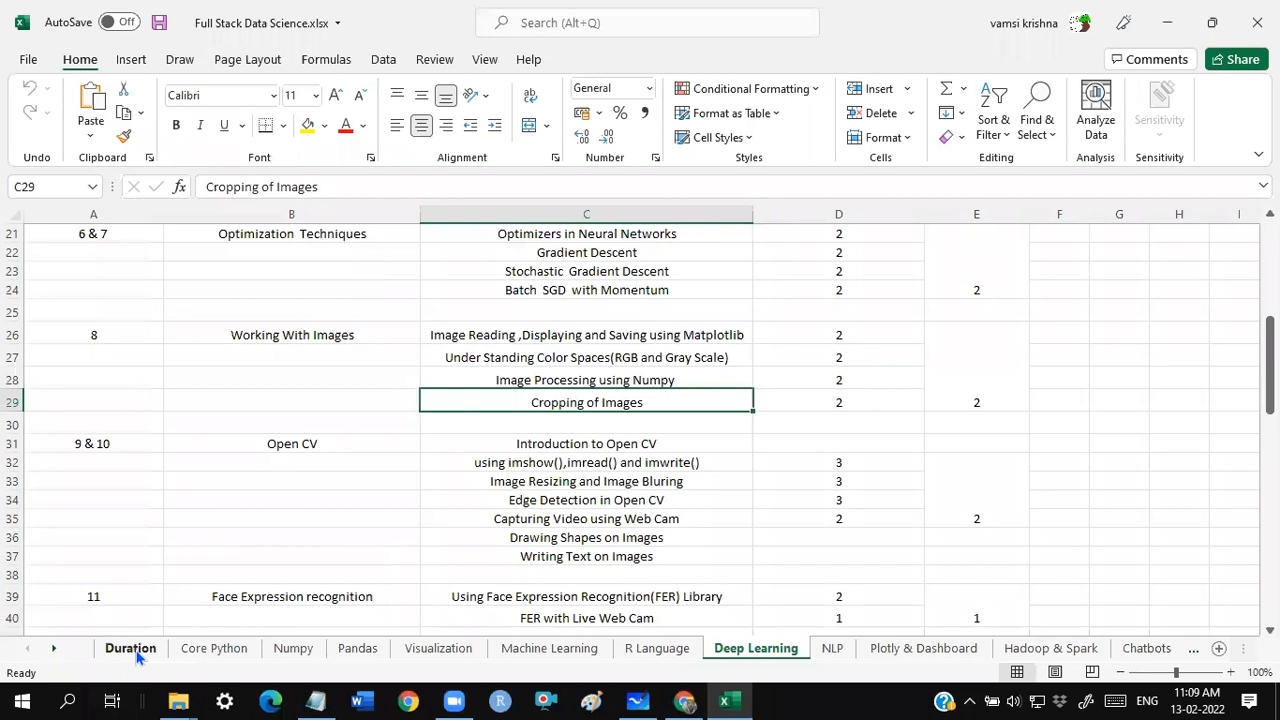 AutoSave Off Full Stack Data Science.xlsx Search (Alt+Q) vamsi krishna
File Home Insert Draw Page Layout Formulas Data Review View Help Comments Share
Calibri 11 General Conditional Formatting Insert
Paste Format as Table Delete Sort & Filter Find & Select Analyze Data Sensitivity
B I U A % Cell Styles Format
Undo Clipboard Font Alignment Number Styles Cells Editing Analysis Sensitivity
C29 fx Cropping of Images
A B C D E F G H I
21 6 & 7 Optimization Techniques Optimizers in Neural Networks 2
22 Gradient Descent 2
23 Stochastic Gradient Descent 2
24 Batch SGD with Momentum 2 2
25
26 8 Working With Images Image Reading ,Displaying and Saving using Matplotlib 2
27 Under Standing Color Spaces(RGB and Gray Scale) 2
28 Image Processing using Numpy 2
29 Cropping of Images 2 2
30
31 9 & 10 Open CV Introduction to Open CV
32 using imshow(),imread() and imwrite() 3
33 Image Resizing and Image Bluring 3
34 Edge Detection in Open CV 3
35 Capturing Video using Web Cam 2 2
36 Drawing Shapes on Images
37 Writing Text on Images
38
39 11 Face Expression recognition Using Face Expression Recognition(FER) Library 2
40 FER with Live Web Cam 1 1
Duration Core Python Numpy Pandas Visualization Machine Learning R Language Deep Learning NLP Plotly & Dashboard Hadoop & Spark Chatbots ...
Ready 100%
ENG 11:09 AM
13-02-2022